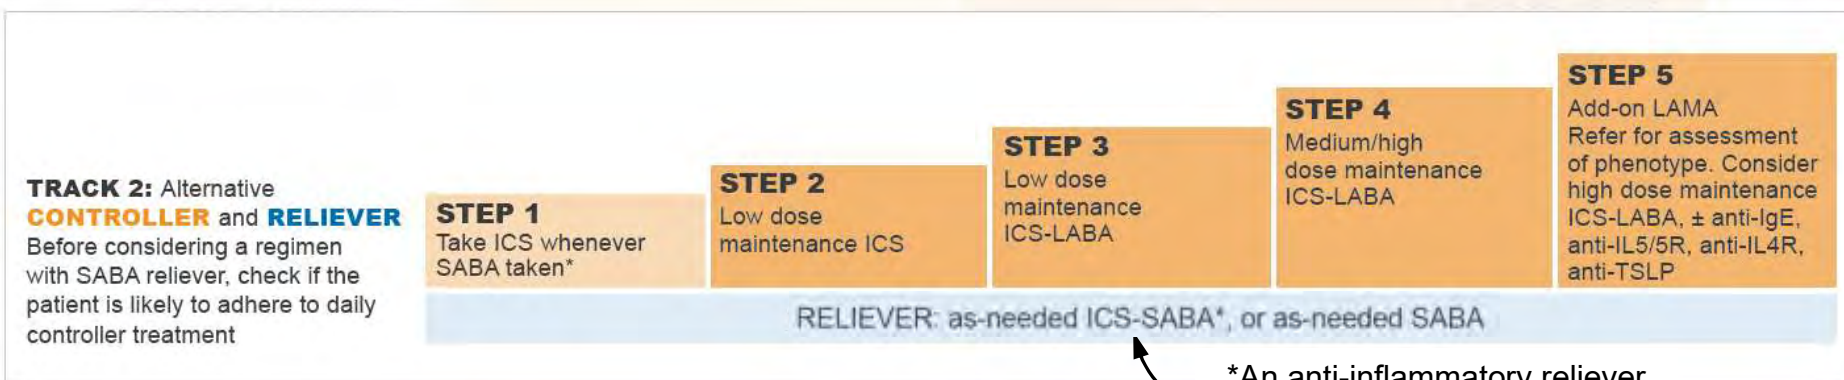 TRACK 2: Alternative
CONTROLLER and RELIEVER
Before considering a regimen
with SABA reliever, check if the
patient is likely to adhere to daily
controller treatment
STEP 1
Take ICS whenever
SABA taken*
STEP 2
Low dose
maintenance ICS
STEP 3
Low dose
maintenance
ICS-LABA
STEP 4
Medium/high
dose maintenance
ICS-LABA
STEP 5
Add-on LAMA
Refer for assessment
of phenotype. Consider
high dose maintenance
ICS-LABA, ± anti-IgE,
anti-IL5/5R, anti-IL4R,
anti-TSLP
RELIEVER: as-needed ICS-SABA*, or as-needed SABA
*An anti-inflammatory reliever